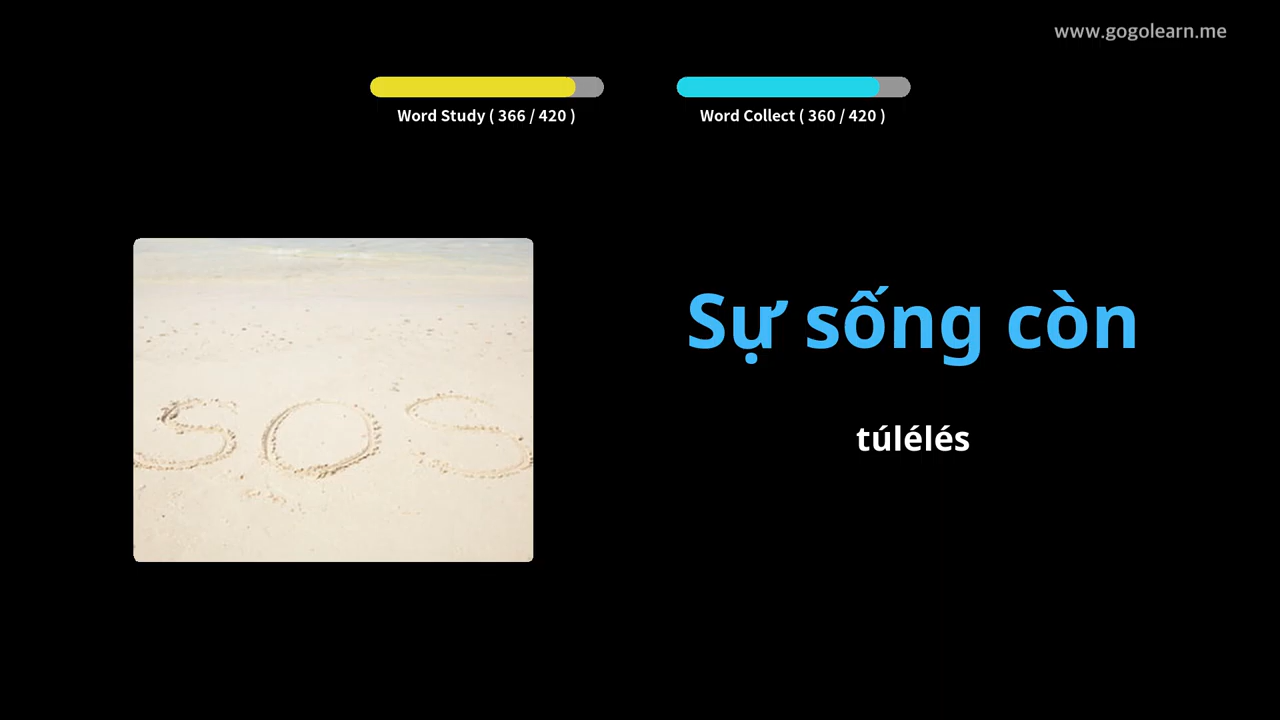 www.gogolearn.me
Word Study ( 366 / 420 )
Word Collect ( 360 / 420 )
SOS
Sự sống còn
túlélés